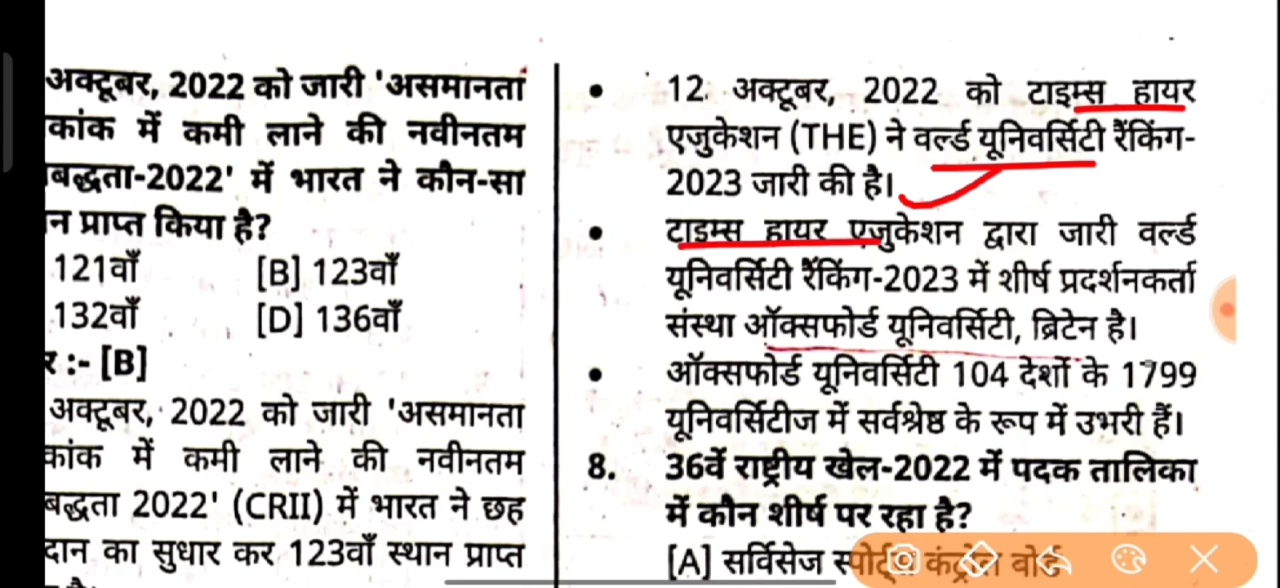 अक्टूबर, 2022 को जारी 'असमानता
कांक में कमी लाने की नवीनतम
बद्धता-2022' में भारत ने कौन-सा
न प्राप्त किया है?
121वाँ [B] 123वाँ
132वाँ [D] 136वाँ
र :- [B]
अक्टूबर, 2022 को जारी 'असमानता
कांक में कमी लाने की नवीनतम
बद्धता 2022' (CRII) में भारत ने छह
दान का सुधार कर 123वाँ स्थान प्राप्त
• 12 अक्टूबर, 2022 को टाइम्स हायर
एजुकेशन (THE) ने वर्ल्ड यूनिवर्सिटी रैंकिंग-
2023 जारी की है।
• टाइम्स हायर एजुकेशन द्वारा जारी वर्ल्ड
यूनिवर्सिटी रैंकिंग-2023 में शीर्ष प्रदर्शनकर्ता
संस्था ऑक्सफोर्ड यूनिवर्सिटी, ब्रिटेन है।
• ऑक्सफोर्ड यूनिवर्सिटी 104 देशों के 1799
यूनिवर्सिटीज में सर्वश्रेष्ठ के रूप में उभरी हैं।
8. 36वें राष्ट्रीय खेल-2022 में पदक तालिका
में कौन शीर्ष पर रहा है?
[A] सर्विसेज स्पोर्ट्स कंट्रोल बोर्ड